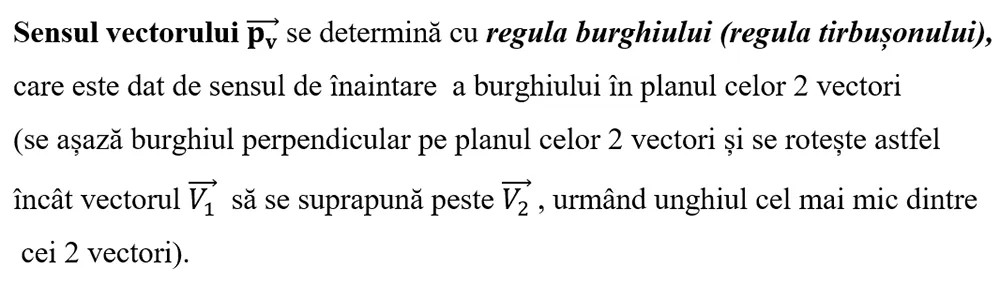 Sensul vectorului $\overrightarrow{\mathbf{p_v}}$ se determină cu regula burghiului (regula tirbușonului),
care este dat de sensul de înaintare  a burghiului în planul celor 2 vectori
(se așază burghiul perpendicular pe planul celor 2 vectori și se rotește astfel
încât vectorul $\overrightarrow{V_1}$ să se suprapună peste $\overrightarrow{V_2}$ , urmând unghiul cel mai mic dintre
cei 2 vectori).